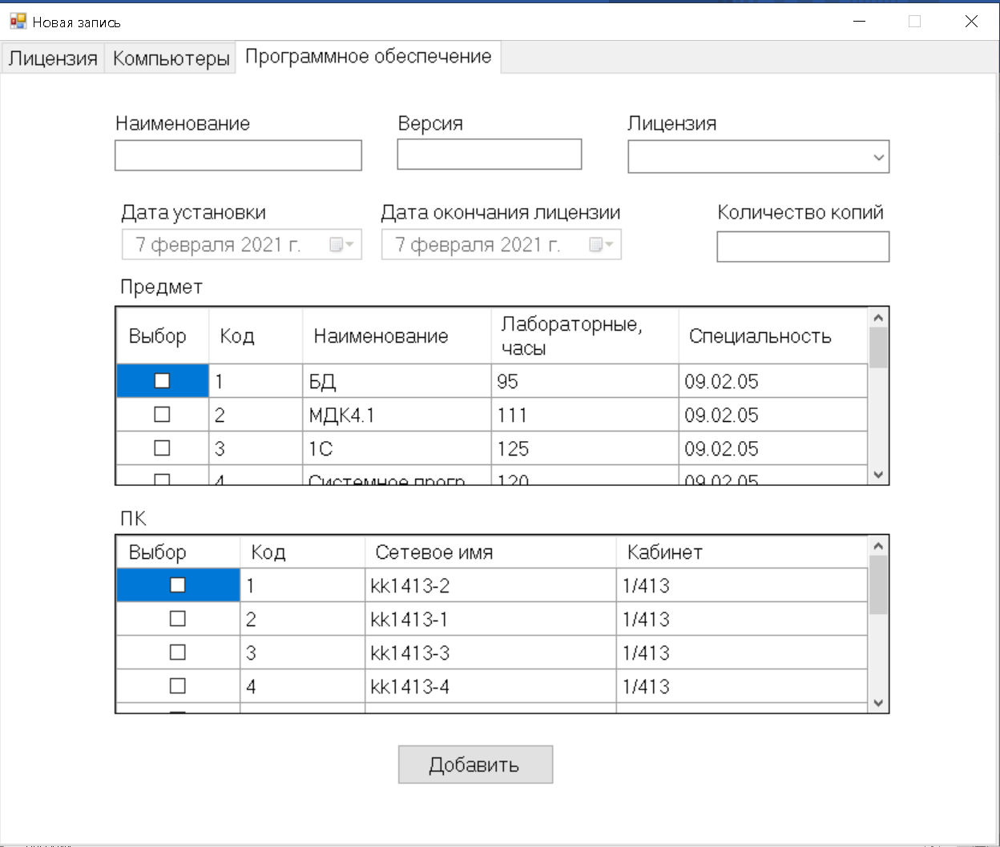 Новая запись
Лицензия Компьютеры Программное обеспечение
Наименование Версия Лицензия
Дата установки Дата окончания лицензии Количество копий
7 февраля 2021 г. 7 февраля 2021 г.
Предмет
Выбор Код Наименование Лабораторные, часы Специальность
1 БД 95 09.02.05
2 МДК4.1 111 09.02.05
3 1С 125 09.02.05
4 Системное прогр 120 09.02.05
ПК
Выбор Код Сетевое имя Кабинет
1 kk1413-2 1/413
2 kk1413-1 1/413
3 kk1413-3 1/413
4 kk1413-4 1/413
Добавить